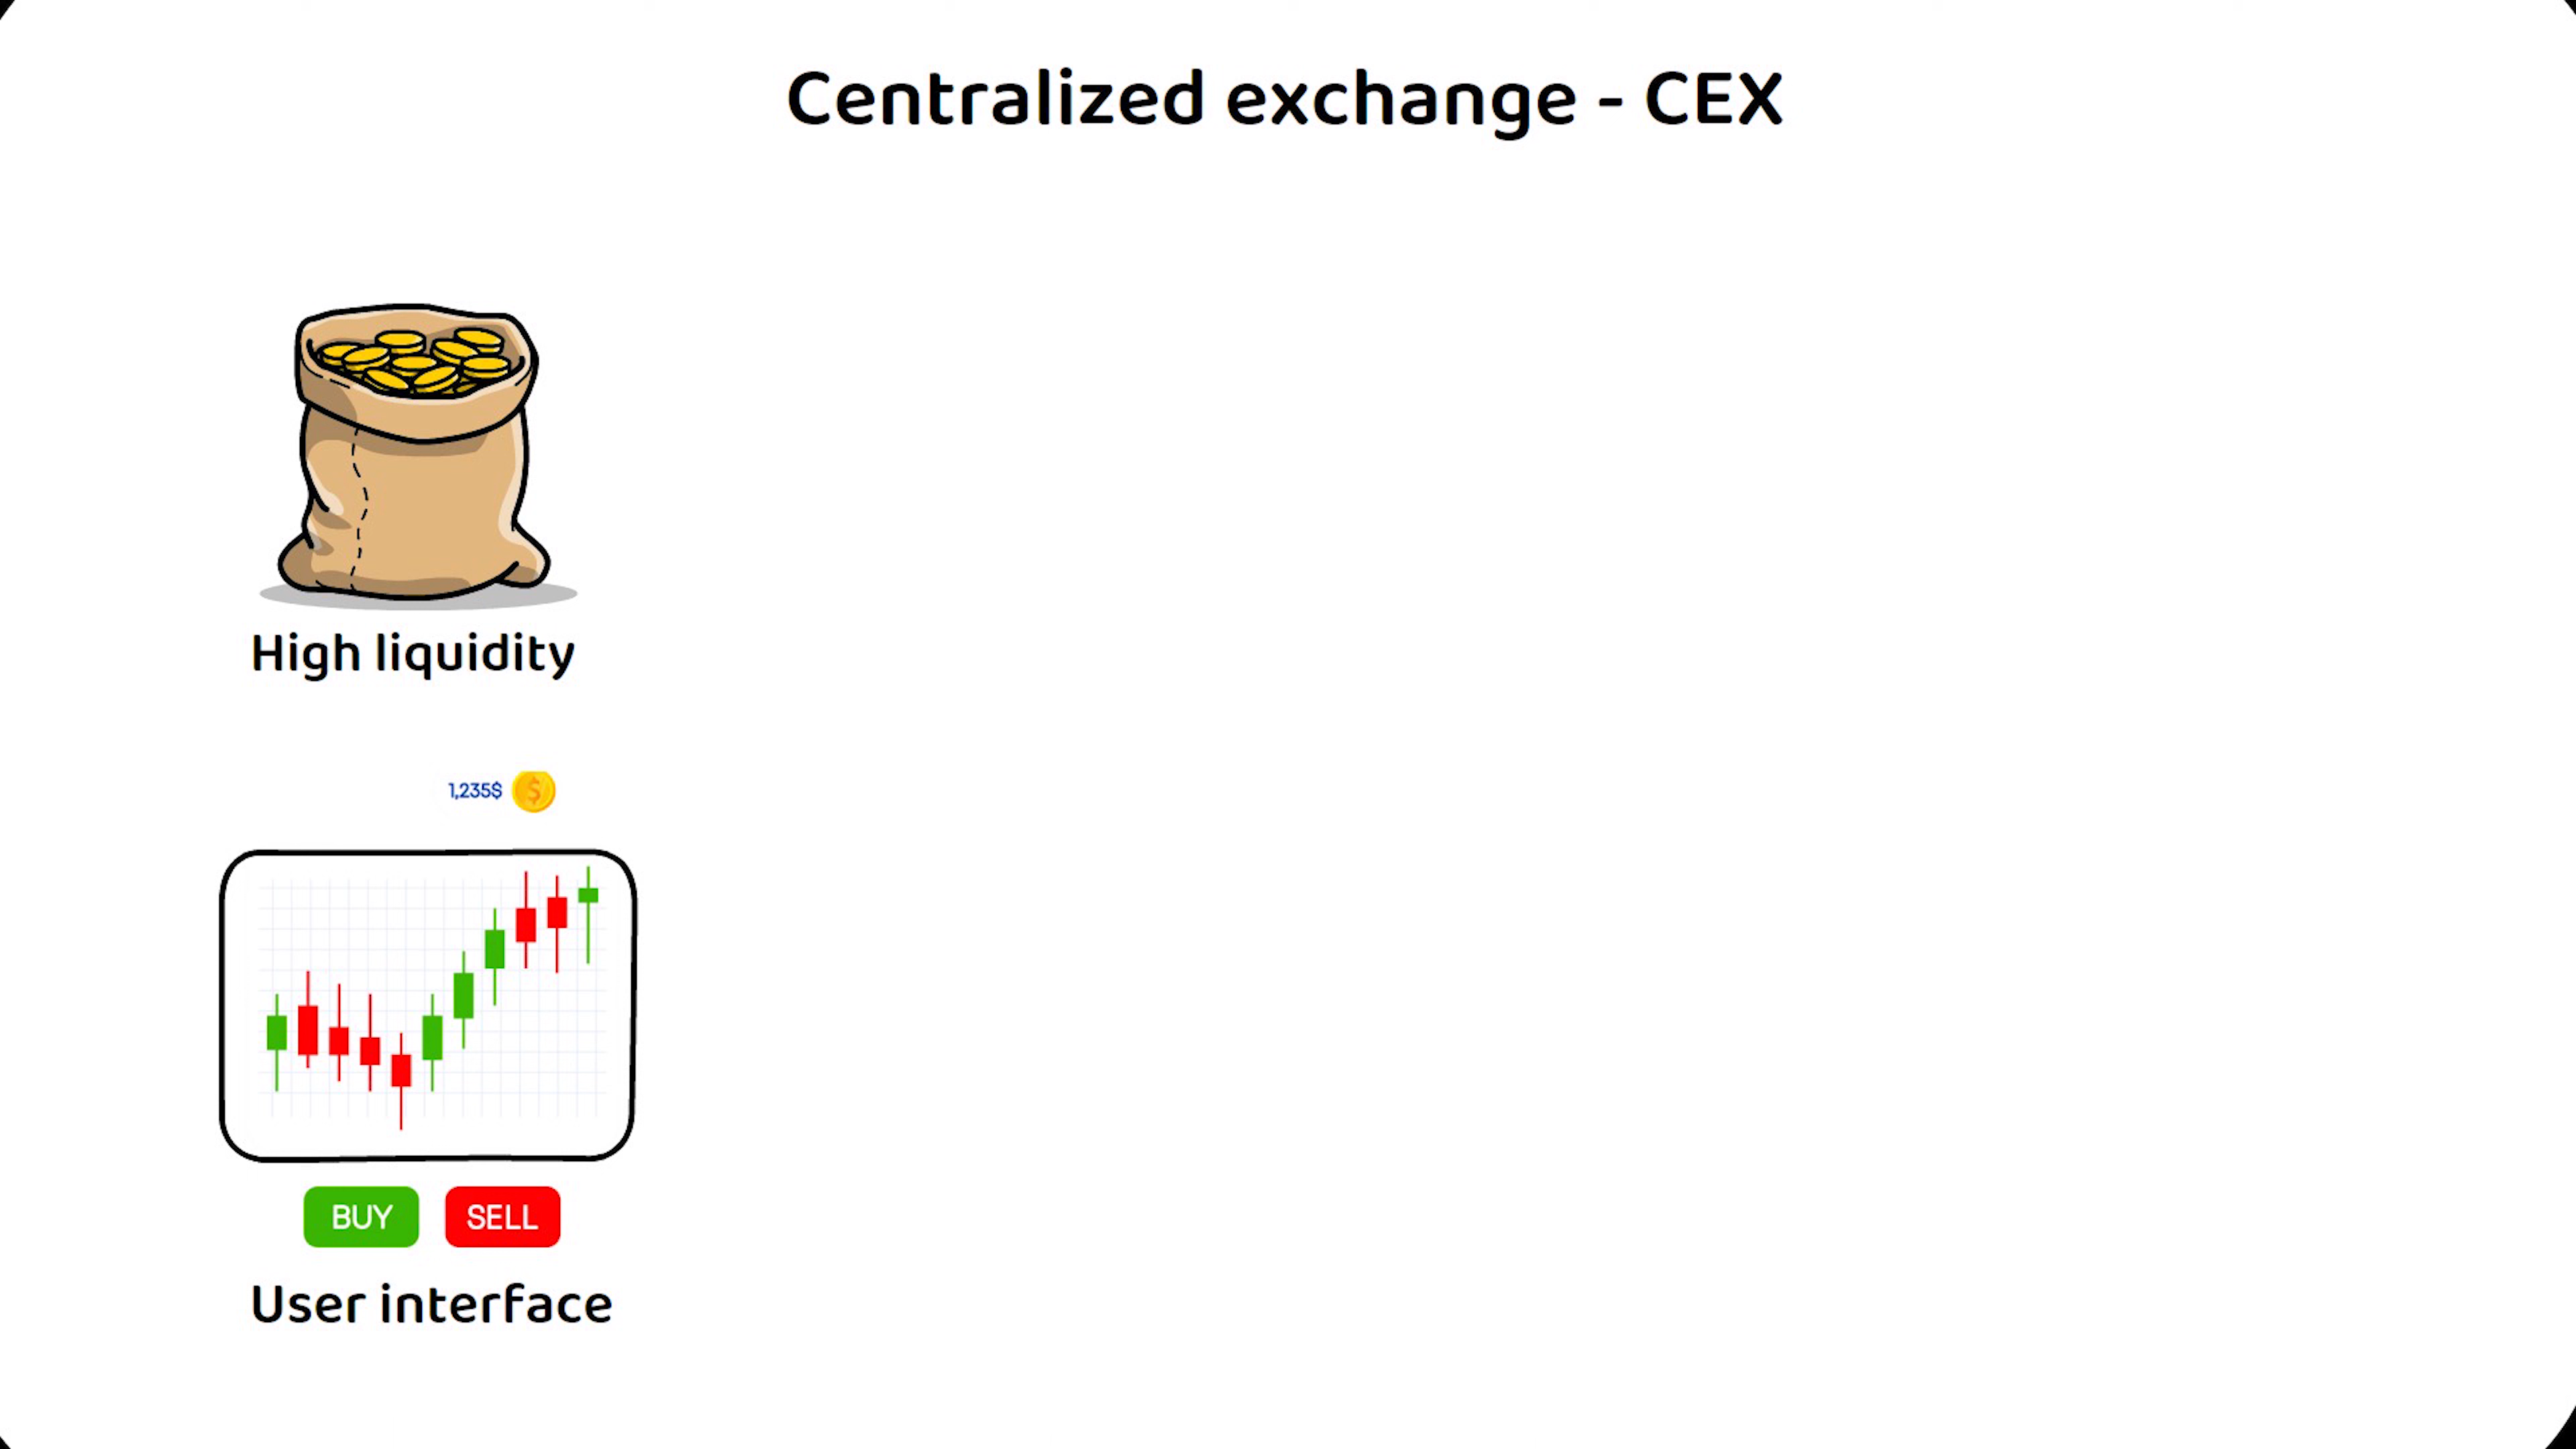 Centralized exchange - CEX
High liquidity
1,235$ $
BUY SELL
User interface